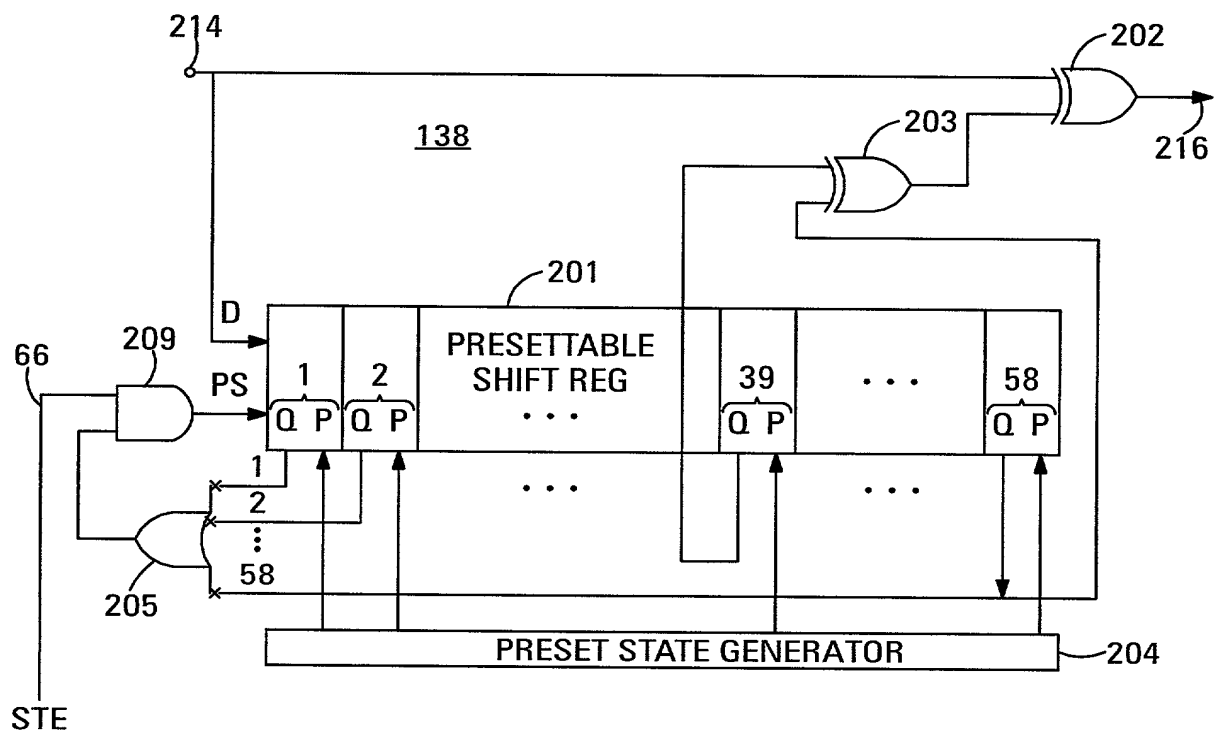 214
202
203
138
216
201
D
PRESETTABLE
SHIFT REG
209
66
PS
1
2
39
58
. . .
Q P
Q P
. . .
Q P
Q P
1
2
58
. . .
. . .
205
PRESET STATE GENERATOR
204
STE